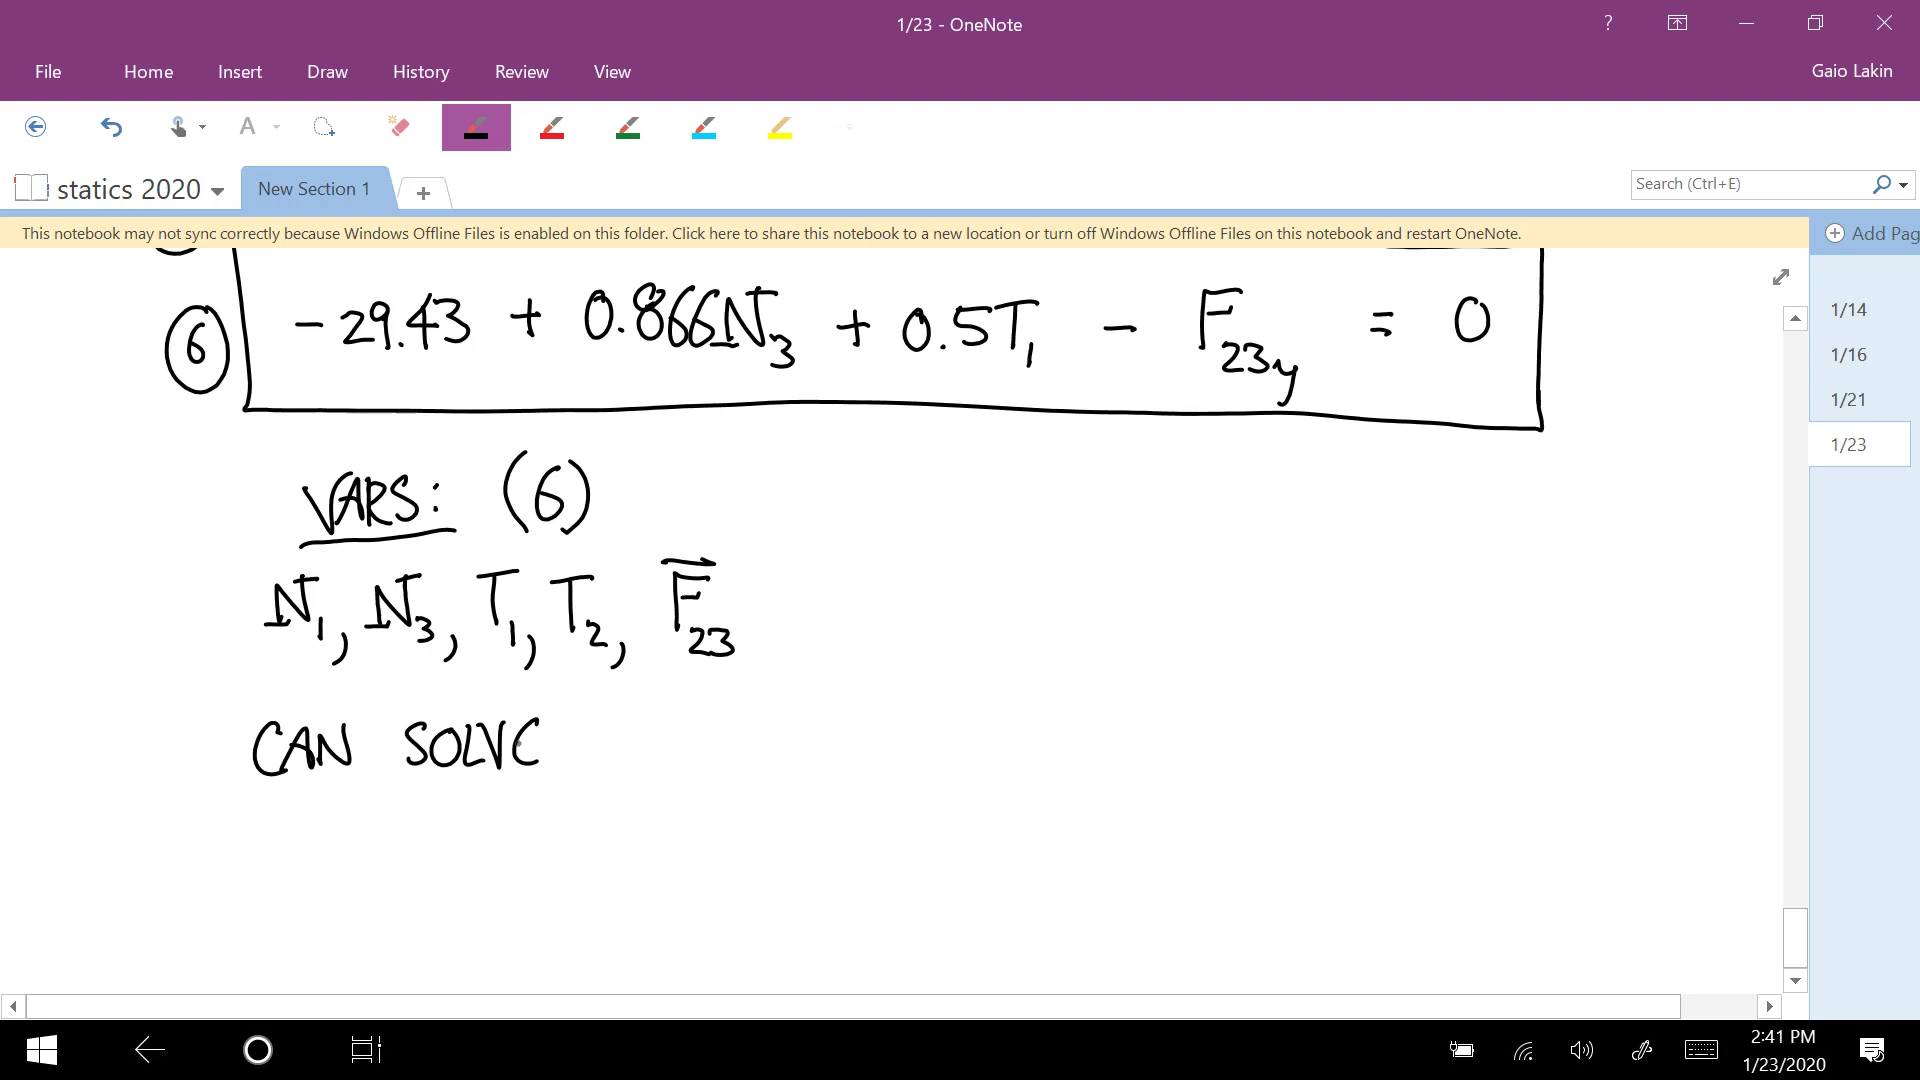 1/23 - OneNote
?
File Home Insert Draw History Review View
Gaio Lakin
A
statics 2020
New Section 1
+
Search (Ctrl+E)
This notebook may not sync correctly because Windows Offline Files is enabled on this folder. Click here to share this notebook to a new location or turn off Windows Offline Files on this notebook and restart OneNote.
Add Pag
1/14
1/16
1/21
1/23
6 -29.43 + 0.866N₃ + 0.5T₁ - F₂₃y = 0
VARS: (6)
N₁, N₃, T₁, T₂, F⃗₂₃
CAN SOLVC
2:41 PM
1/23/2020